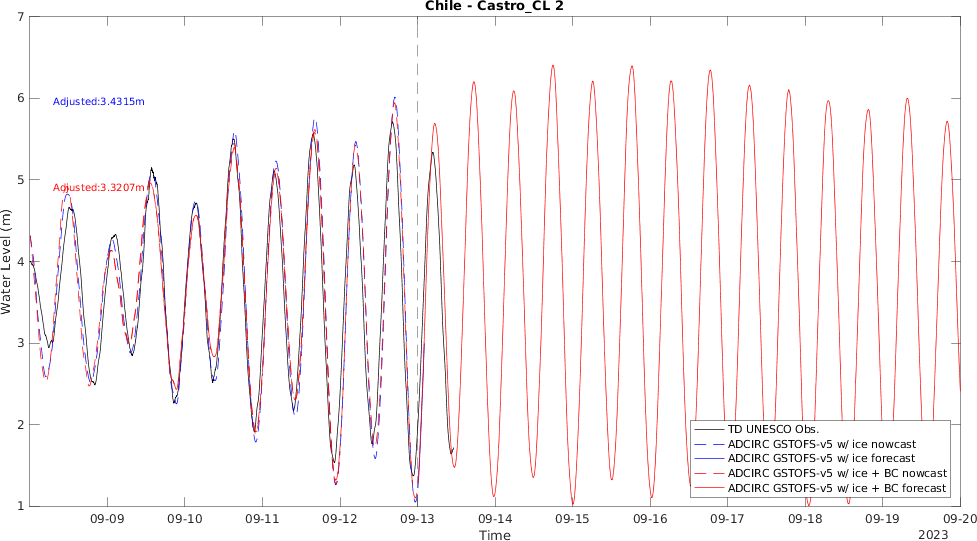 Chile - Castro_CL 2
7
6
5
4
3
2
1
Water Level (m)
Adjusted:3.4315m
Adjusted:3.3207m
TD UNESCO Obs.
ADCIRC GSTOFS-v5 w/ ice nowcast
ADCIRC GSTOFS-v5 w/ ice forecast
ADCIRC GSTOFS-v5 w/ ice + BC nowcast
ADCIRC GSTOFS-v5 w/ ice + BC forecast
09-09 09-10 09-11 09-12 09-13 09-14 09-15 09-16 09-17 09-18 09-19 09-20
Time
2023